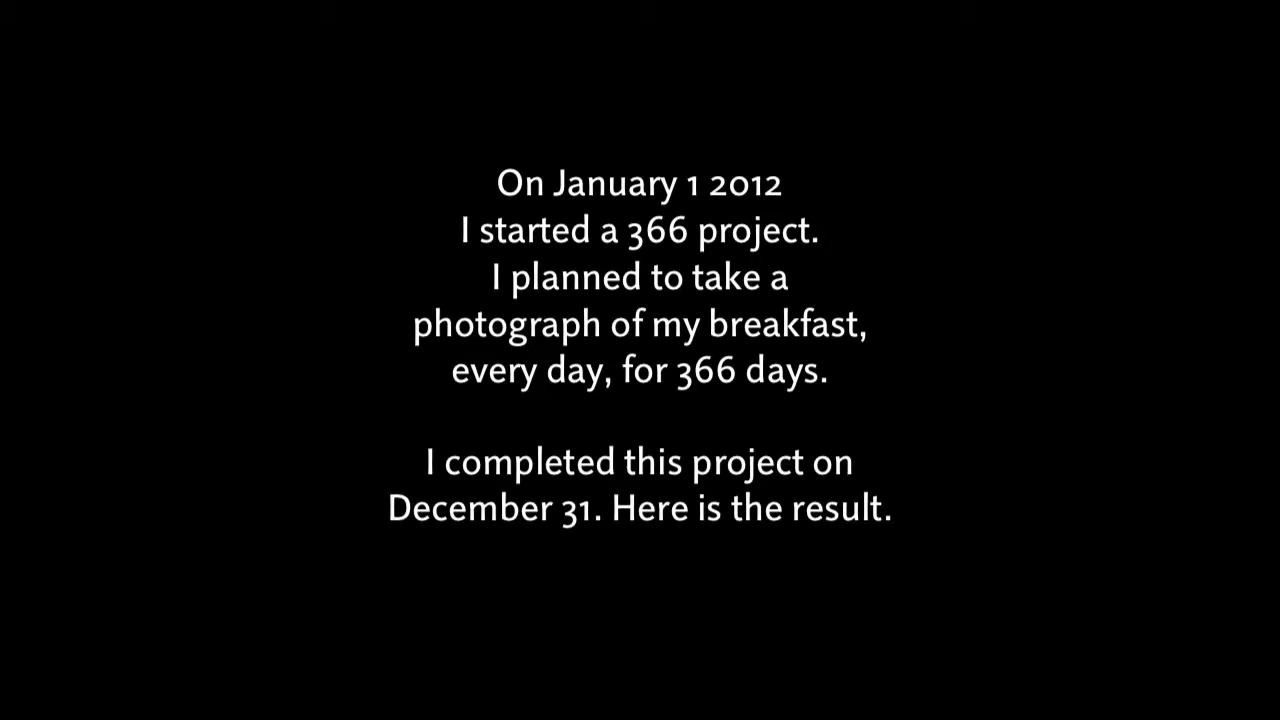 On January 1 2012
I started a 366 project.
I planned to take a
photograph of my breakfast,
every day, for 366 days.
I completed this project on
December 31. Here is the result.